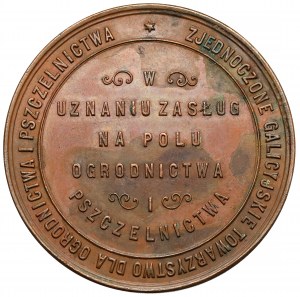 ZJEDNOCZONE GALICYJSKIE TOWARZYSTWO DLA OGRODNICTWA I PSZCZELNICTWA
W
UZNANIU ZASŁUG
NA POLU
OGRODNICTWA
I
PSZCZELNICTWA